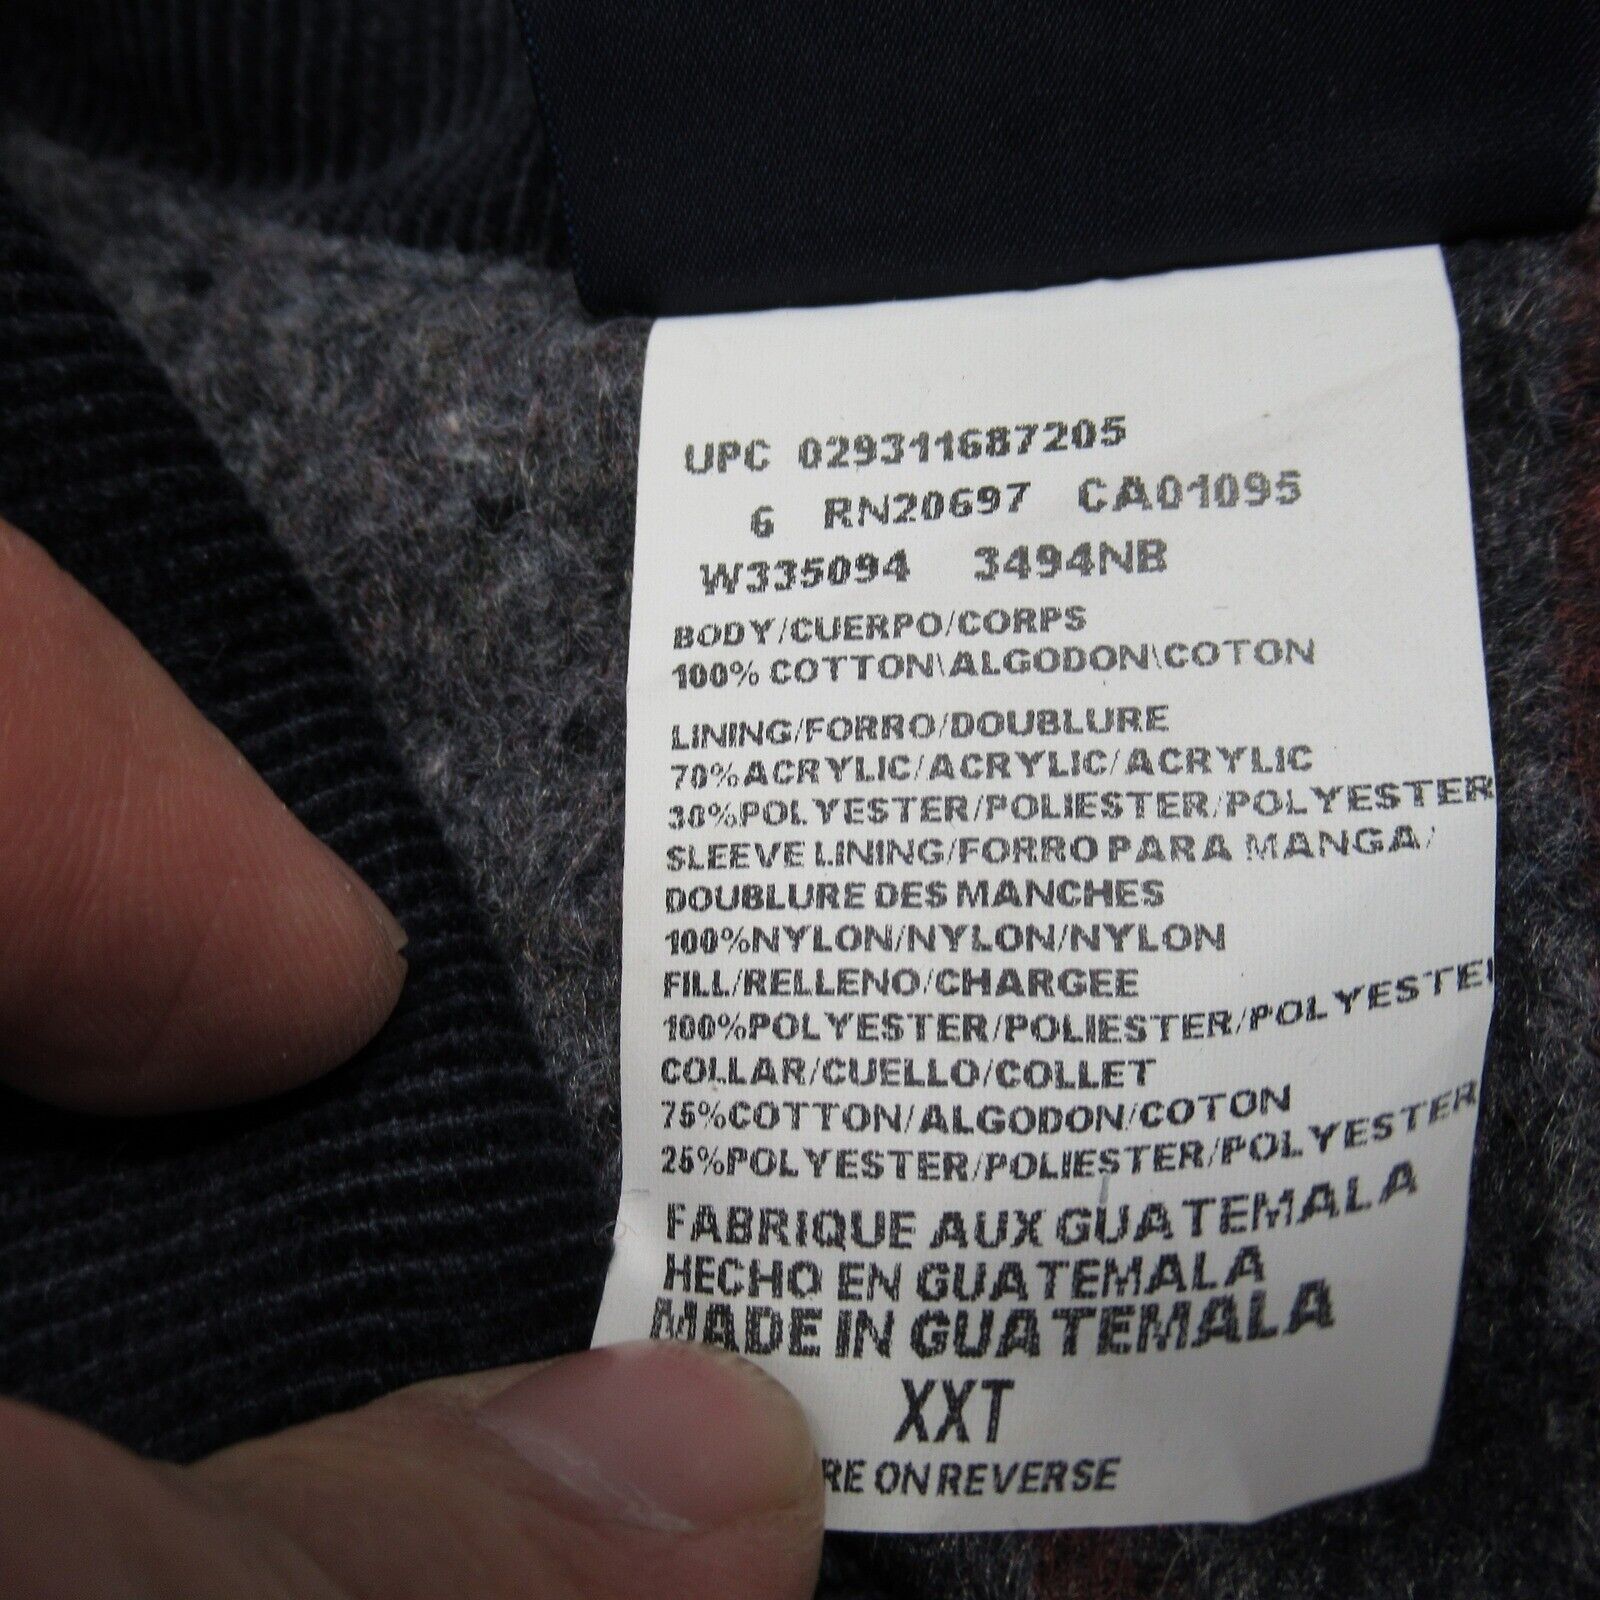 UPC 029311687205
6 RN20697 CA01095
W335094 3494NB
BODY/CUERPO/CORPS
100% COTTON\ALGODON\COTON
LINING/FORRO/DOUBLURE
70%ACRYLIC/ACRYLIC/ACRYLIC
30%POLYESTER/POLIESTER/POLYESTER
SLEEVE LINING/FORRO PARA MANGA/
DOUBLURE DES MANCHES
100%NYLON/NYLON/NYLON
FILL/RELLENO/CHARGEE
100%POLYESTER/POLIESTER/POLYESTE
COLLAR/CUELLO/COLLET
75%COTTON/ALGODON/COTON
25%POLYESTER/POLIESTER/POLYESTER
FABRIQUE AUX GUATEMALA
HECHO EN GUATEMALA
MADE IN GUATEMALA
XXT
RE ON REVERSE